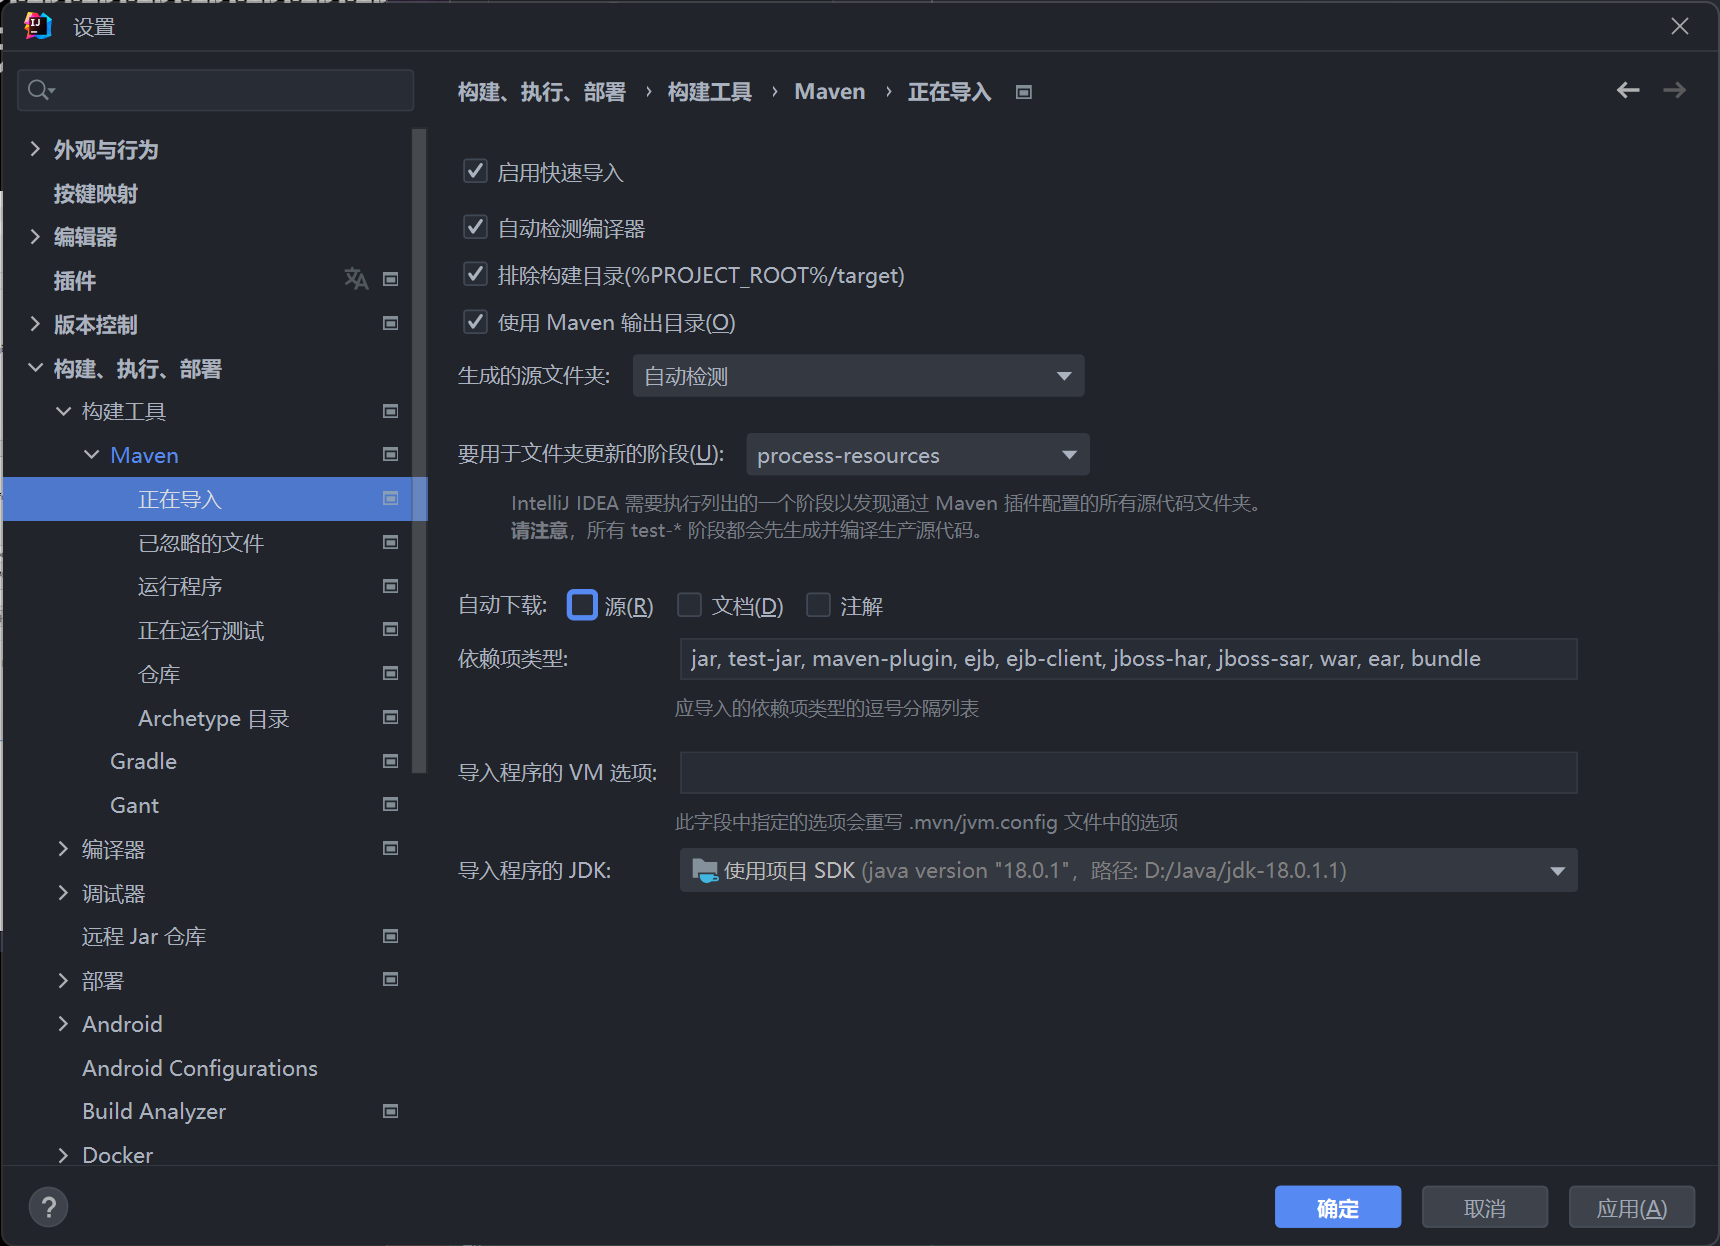 设置
外观与行为
按键映射
编辑器
插件
版本控制
构建、执行、部署
构建工具
Maven
正在导入
已忽略的文件
运行程序
正在运行测试
仓库
Archetype 目录
Gradle
Gant
编译器
调试器
远程 Jar 仓库
部署
Android
Android Configurations
Build Analyzer
Docker
构建、执行、部署 › 构建工具 › Maven › 正在导入
启用快速导入
自动检测编译器
排除构建目录(%PROJECT_ROOT%/target)
使用 Maven 输出目录(O)
生成的源文件夹: 自动检测
要用于文件夹更新的阶段(U): process-resources
IntelliJ IDEA 需要执行列出的一个阶段以发现通过 Maven 插件配置的所有源代码文件夹。
请注意，所有 test-* 阶段都会先生成并编译生产源代码。
自动下载: 源(R) 文档(D) 注解
依赖项类型: jar, test-jar, maven-plugin, ejb, ejb-client, jboss-har, jboss-sar, war, ear, bundle
应导入的依赖项类型的逗号分隔列表
导入程序的 VM 选项:
此字段中指定的选项会重写 .mvn/jvm.config 文件中的选项
导入程序的 JDK: 使用项目 SDK (java version "18.0.1"，路径: D:/Java/jdk-18.0.1.1)
? 确定 取消 应用(A)